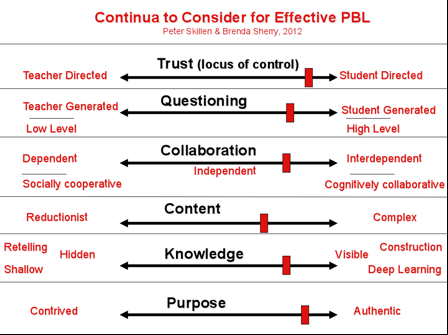 Continua to Consider for Effective PBL
Peter Skillen & Brenda Sherry, 2012
Trust (locus of control)
Teacher Directed
Student Directed
Questioning
Teacher Generated
Student Generated
Low Level
High Level
Collaboration
Dependent
Independent
Interdependent
Socially cooperative
Cognitively collaborative
Content
Reductionist
Complex
Knowledge
Retelling
Hidden
Shallow
Visible
Construction
Deep Learning
Purpose
Contrived
Authentic